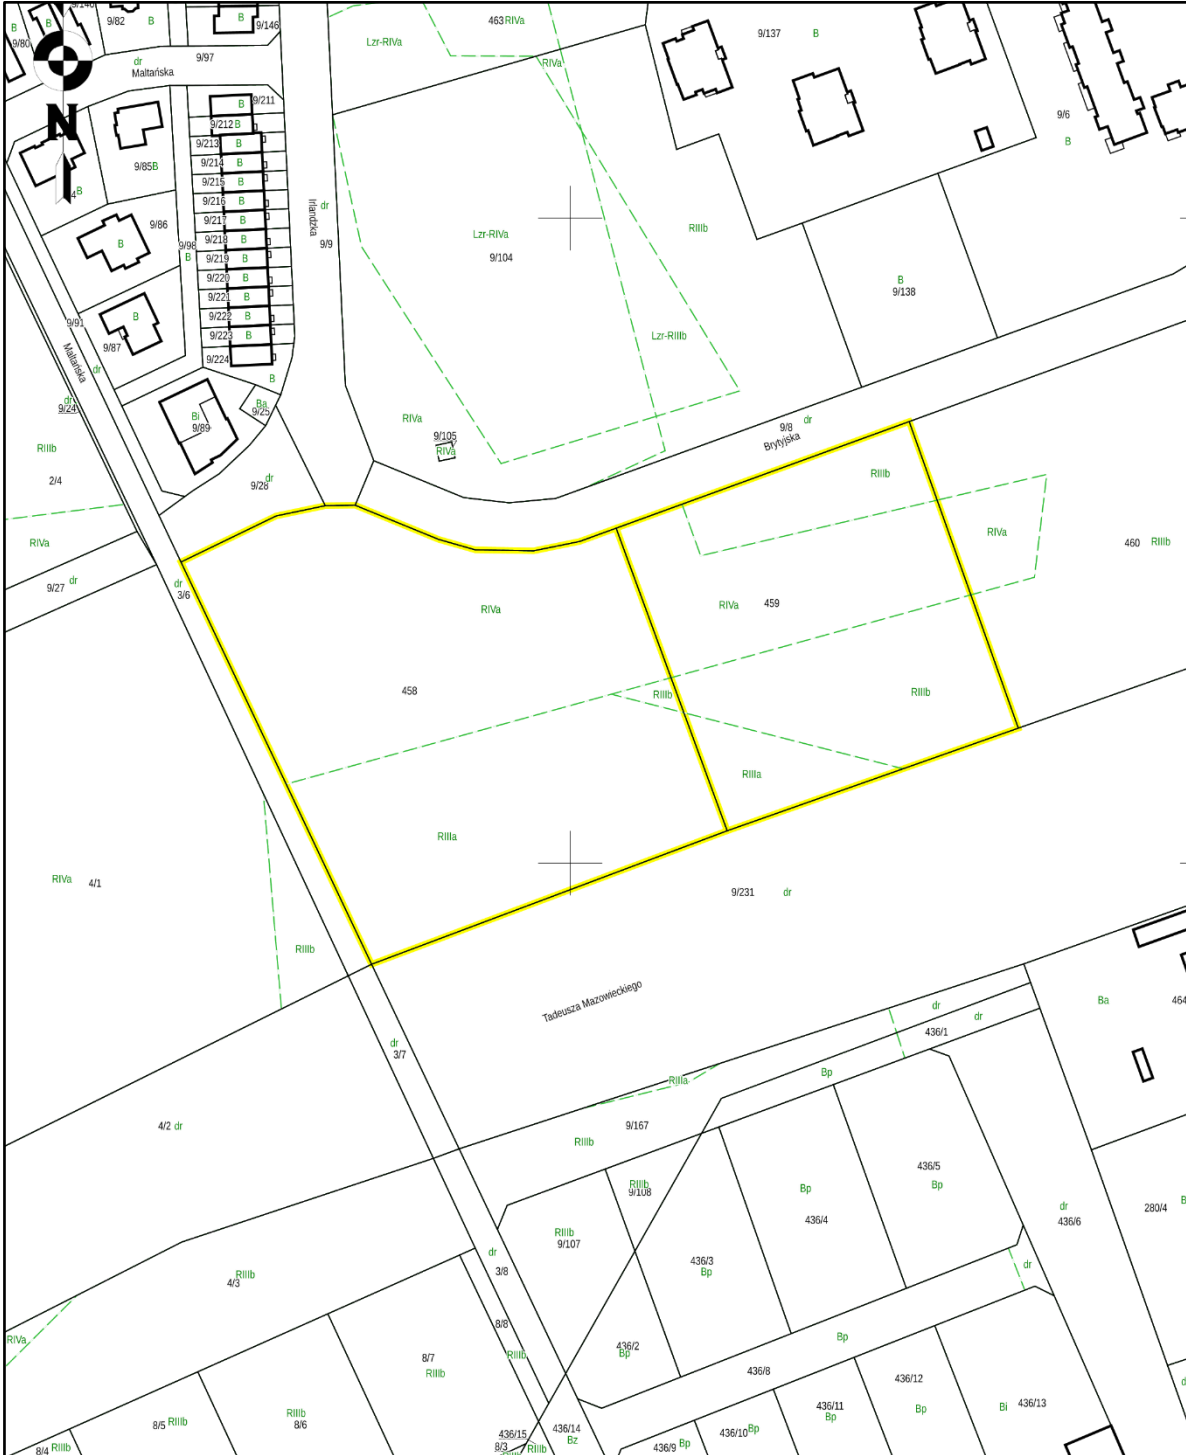 9/146
9/82
B
B
B
B
9/80
9/146
463 RIVa
Lzr-RIVa
9/137
B
9/97
dr
Maltańska
RIVa
N
B
9/211
9/212 B
9/213 B
9/214 B
9/215 B
9/216 B
9/217 B
9/218 B
9/219 B
9/220 B
9/221 B
9/222 B
9/223 B
9/224
B
9/6
B
9/85 B
4 B
9/86
B
9/98
B
Irlandzka
dr
9/9
Lzr-RIVa
9/104
RIIIb
B
9/138
9/91
B
9/87
Maltańska
dr
dr
9/24
Lzr-RIIIb
Bi
9/89
Ba
9/25
RIVa
9/105
RIVa
9/8
dr
Brytyjska
RIIIb
2/4
9/28
dr
RIIIb
RIVa
RIVa
460
RIIIb
9/27
dr
dr
3/6
RIVa
RIVa
459
458
RIIIb
RIIIb
RIIIa
RIIIa
RIVa
4/1
9/231
dr
RIIIb
Tadeusza Mazowieckiego
dr
dr
436/1
Ba
464
dr
3/7
RIIIa
Bp
4/2 dr
9/167
RIIIb
436/5
Bp
RIIIb
9/108
Bp
436/4
dr
436/6
280/4
B
RIIIb
9/107
dr
3/8
436/3
Bp
dr
RIIIb
4/3
RIVa
8/8
436/2
Bp
Bp
8/7
RIIIb
RIIIb
436/8
436/12
Bp
d
RIIIb
8/6
8/5 RIIIb
436/11
Bp
Bi
436/13
436/15
8/3
RIIIb
436/14
Bz
436/10 Bp
436/9 Bp
8/4 RIIIb